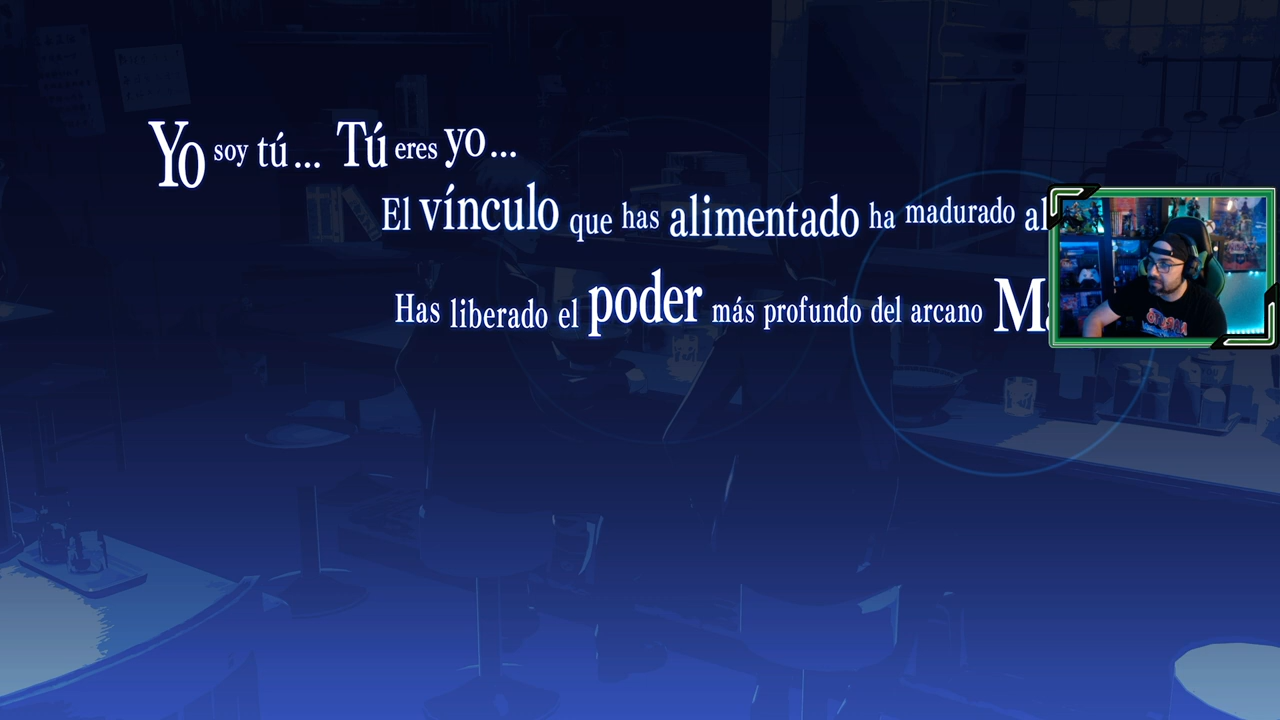 Yo soy tú... Tú eres yo...
El vínculo que has alimentado ha madurado
Has liberado el poder más profundo del arcano